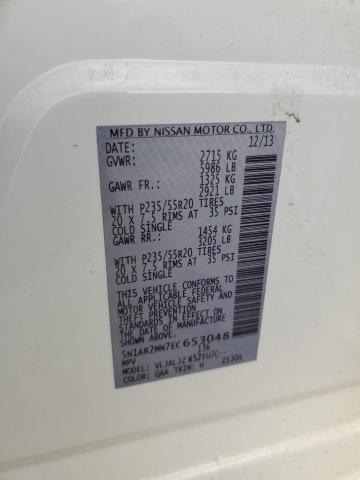 MFD BY NISSAN MOTOR CO., LTD.
DATE: 12/13
GVWR: 2715 KG
5986 LB
GAWR FR.: 1325 KG
2921 LB
WITH P235/55R20 TIRES
20 X 7.5 RIMS AT 35 PSI
COLD SINGLE
GAWR RR.: 1454 KG
3205 LB
WITH P235/55R20 TIRES
20 X 7.5 RIMS AT 35 PSI
COLD SINGLE
THIS VEHICLE CONFORMS TO
ALL APPLICABLE FEDERAL
MOTOR VEHICLE SAFETY AND
THEFT PREVENTION STANDARDS
IN EFFECT ON THE DATE OF
MANUFACTURE SHOWN ABOVE
5N1AR2MN7EC653048
MPV 136
MODEL: VLJALJZ
COLOR: QAA TRIM: H 2530A